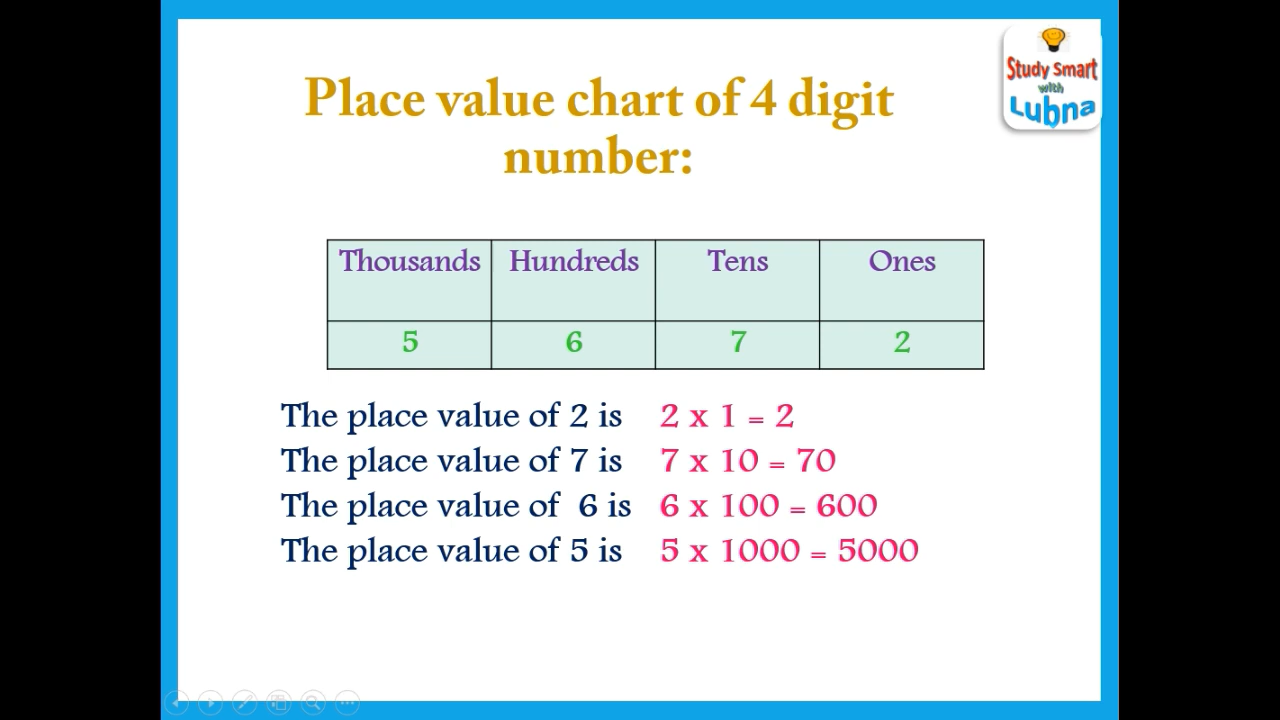 Study Smart
with
Lubna
Place value chart of 4 digit
number:
Thousands Hundreds Tens Ones
5 6 7 2
The place value of 2 is 2 x 1 = 2
The place value of 7 is 7 x 10 = 70
The place value of 6 is 6 x 100 = 600
The place value of 5 is 5 x 1000 = 5000